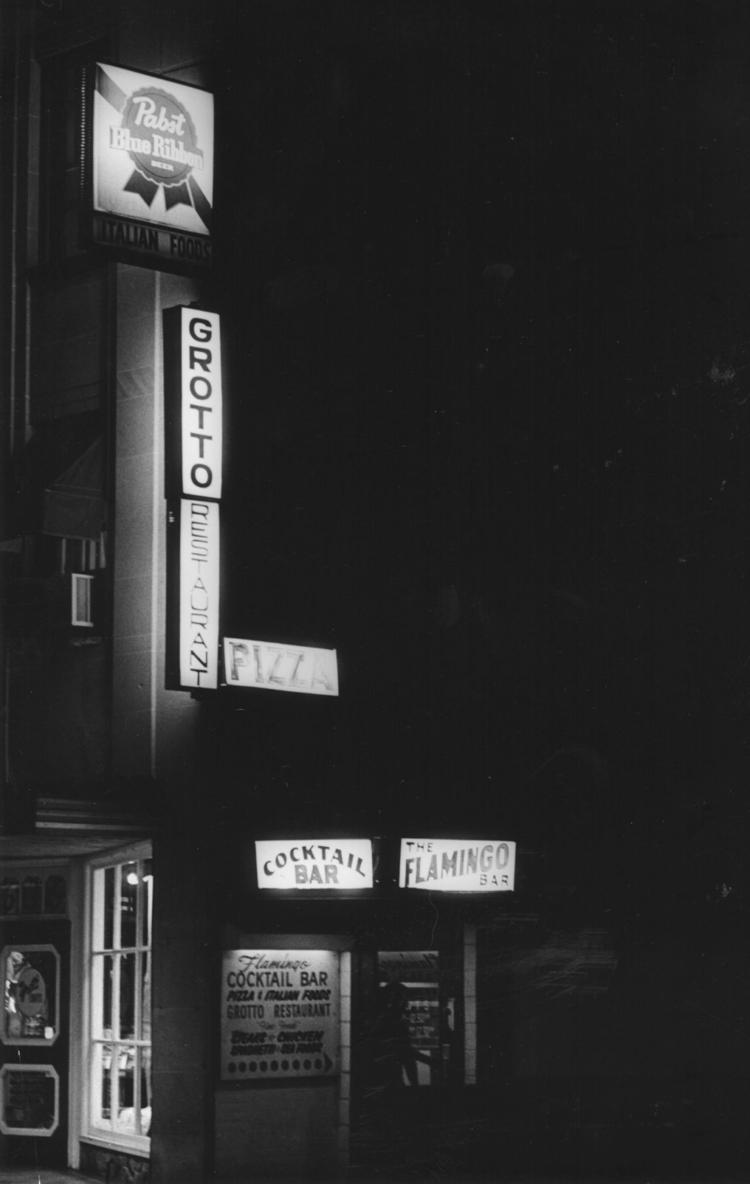 Pabst
Blue Ribbon
BEER
ITALIAN FOODS
GROTTO
RESTAURANT
PIZZA
COCKTAIL
BAR
THE
FLAMINGO
BAR
Flamingo
COCKTAIL BAR
PIZZA & ITALIAN FOODS
GROTTO RESTAURANT
STEAKS & CHICKEN
SPAGHETTI & SEA FOODS